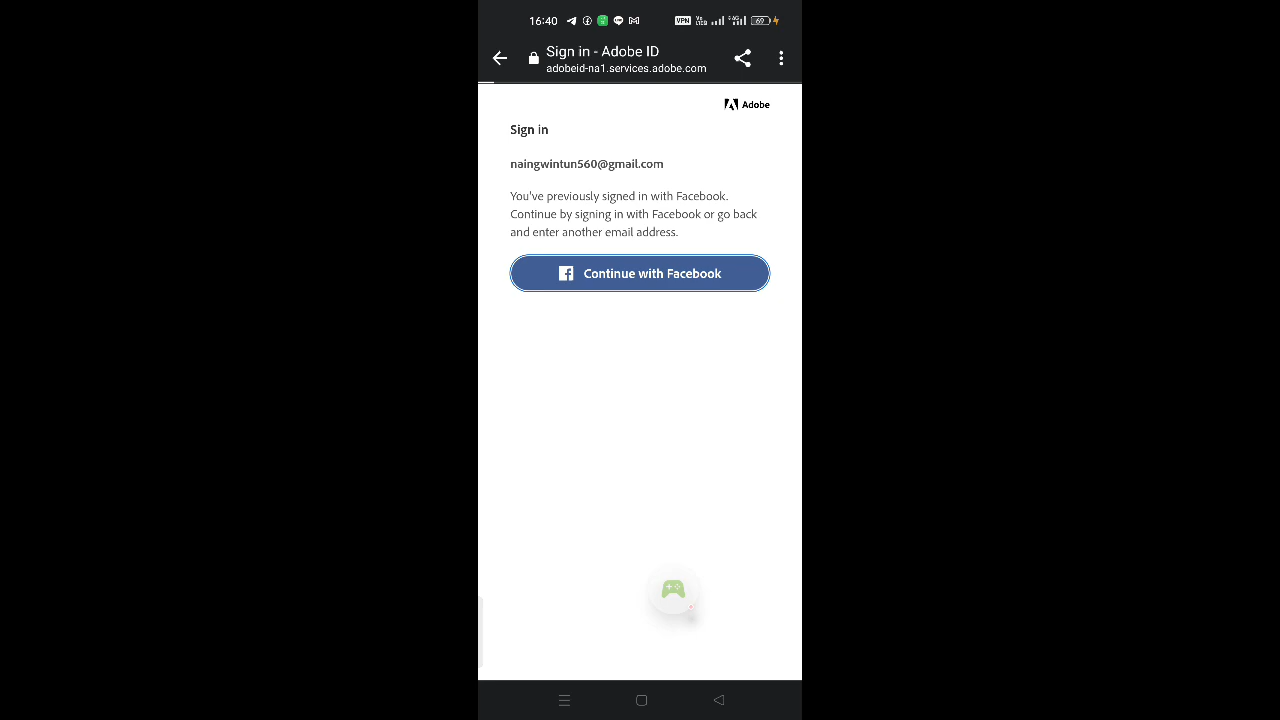 16:40
VPN
69
Sign in - Adobe ID
adobeid-na1.services.adobe.com
Adobe
Sign in
naingwintun560@gmail.com
You've previously signed in with Facebook.
Continue by signing in with Facebook or go back
and enter another email address.
Continue with Facebook